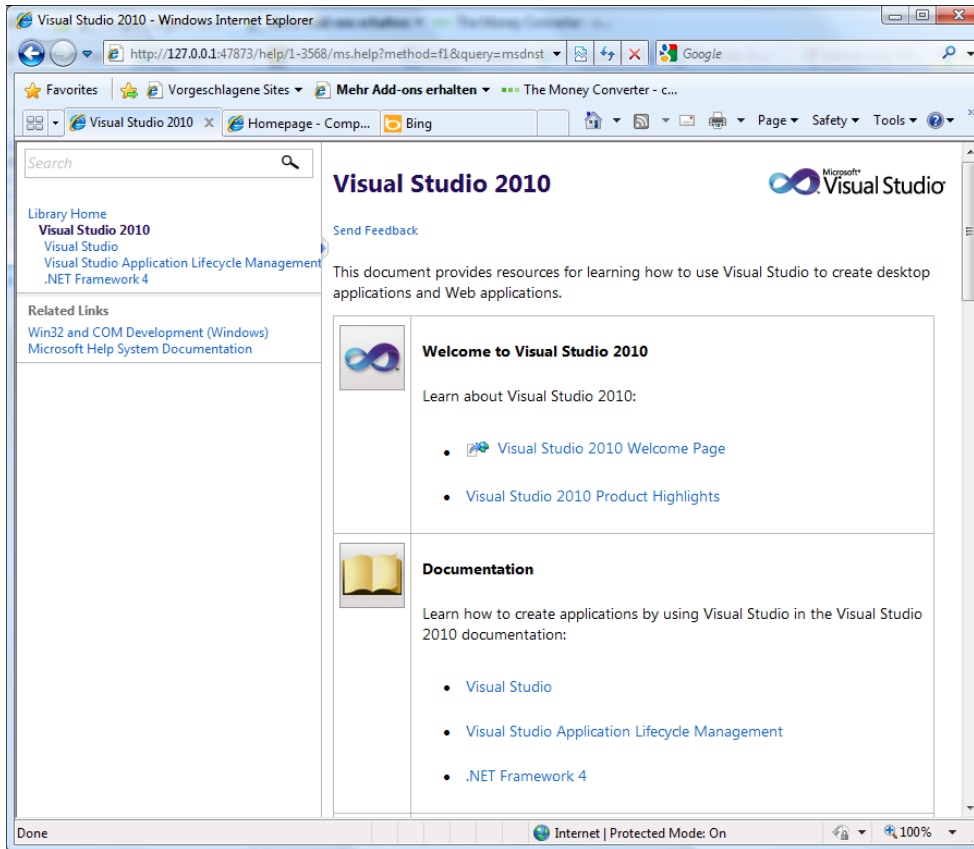 Visual Studio 2010 - Windows Internet Explorer
http://127.0.0.1:47873/help/1-3568/ms.help?method=f1&query=msdnst
Google
Favorites
Vorgeschlagene Sites
Mehr Add-ons erhalten
The Money Converter - c...
Visual Studio 2010
Homepage - Comp...
Bing
Page
Safety
Tools
Search
Library Home
Visual Studio 2010
Visual Studio
Visual Studio Application Lifecycle Management
.NET Framework 4
Related Links
Win32 and COM Development (Windows)
Microsoft Help System Documentation
Visual Studio 2010
Microsoft®
Visual Studio
Send Feedback
This document provides resources for learning how to use Visual Studio to create desktop
applications and Web applications.
Welcome to Visual Studio 2010
Learn about Visual Studio 2010:
• Visual Studio 2010 Welcome Page
• Visual Studio 2010 Product Highlights
Documentation
Learn how to create applications by using Visual Studio in the Visual Studio
2010 documentation:
• Visual Studio
• Visual Studio Application Lifecycle Management
• .NET Framework 4
Done
Internet | Protected Mode: On
100%